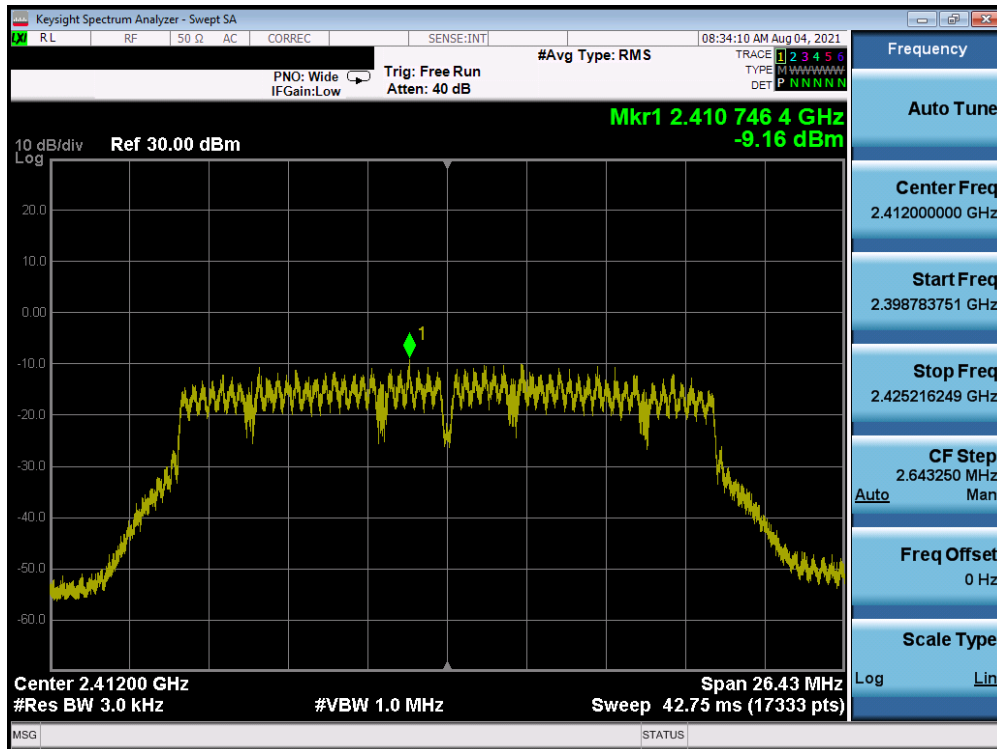 Keysight Spectrum Analyzer - Swept SA
LXI RL RF 50 Ω AC CORREC SENSE:INT 08:34:10 AM Aug 04, 2021
PNO: Wide
IFGain:Low
Trig: Free Run
Atten: 40 dB
#Avg Type: RMS
TRACE 1 2 3 4 5 6
TYPE M W W W W W
DET P N N N N N
Mkr1 2.410 746 4 GHz
-9.16 dBm
10 dB/div Ref 30.00 dBm
Log
20.0
10.0
0.00
1
-10.0
-20.0
-30.0
-40.0
-50.0
-60.0
Center 2.41200 GHz Span 26.43 MHz
#Res BW 3.0 kHz #VBW 1.0 MHz Sweep 42.75 ms (17333 pts)
MSG STATUS
Frequency
Auto Tune
Center Freq
2.412000000 GHz
Start Freq
2.398783751 GHz
Stop Freq
2.425216249 GHz
CF Step
2.643250 MHz
Auto Man
Freq Offset
0 Hz
Scale Type
Log Lin